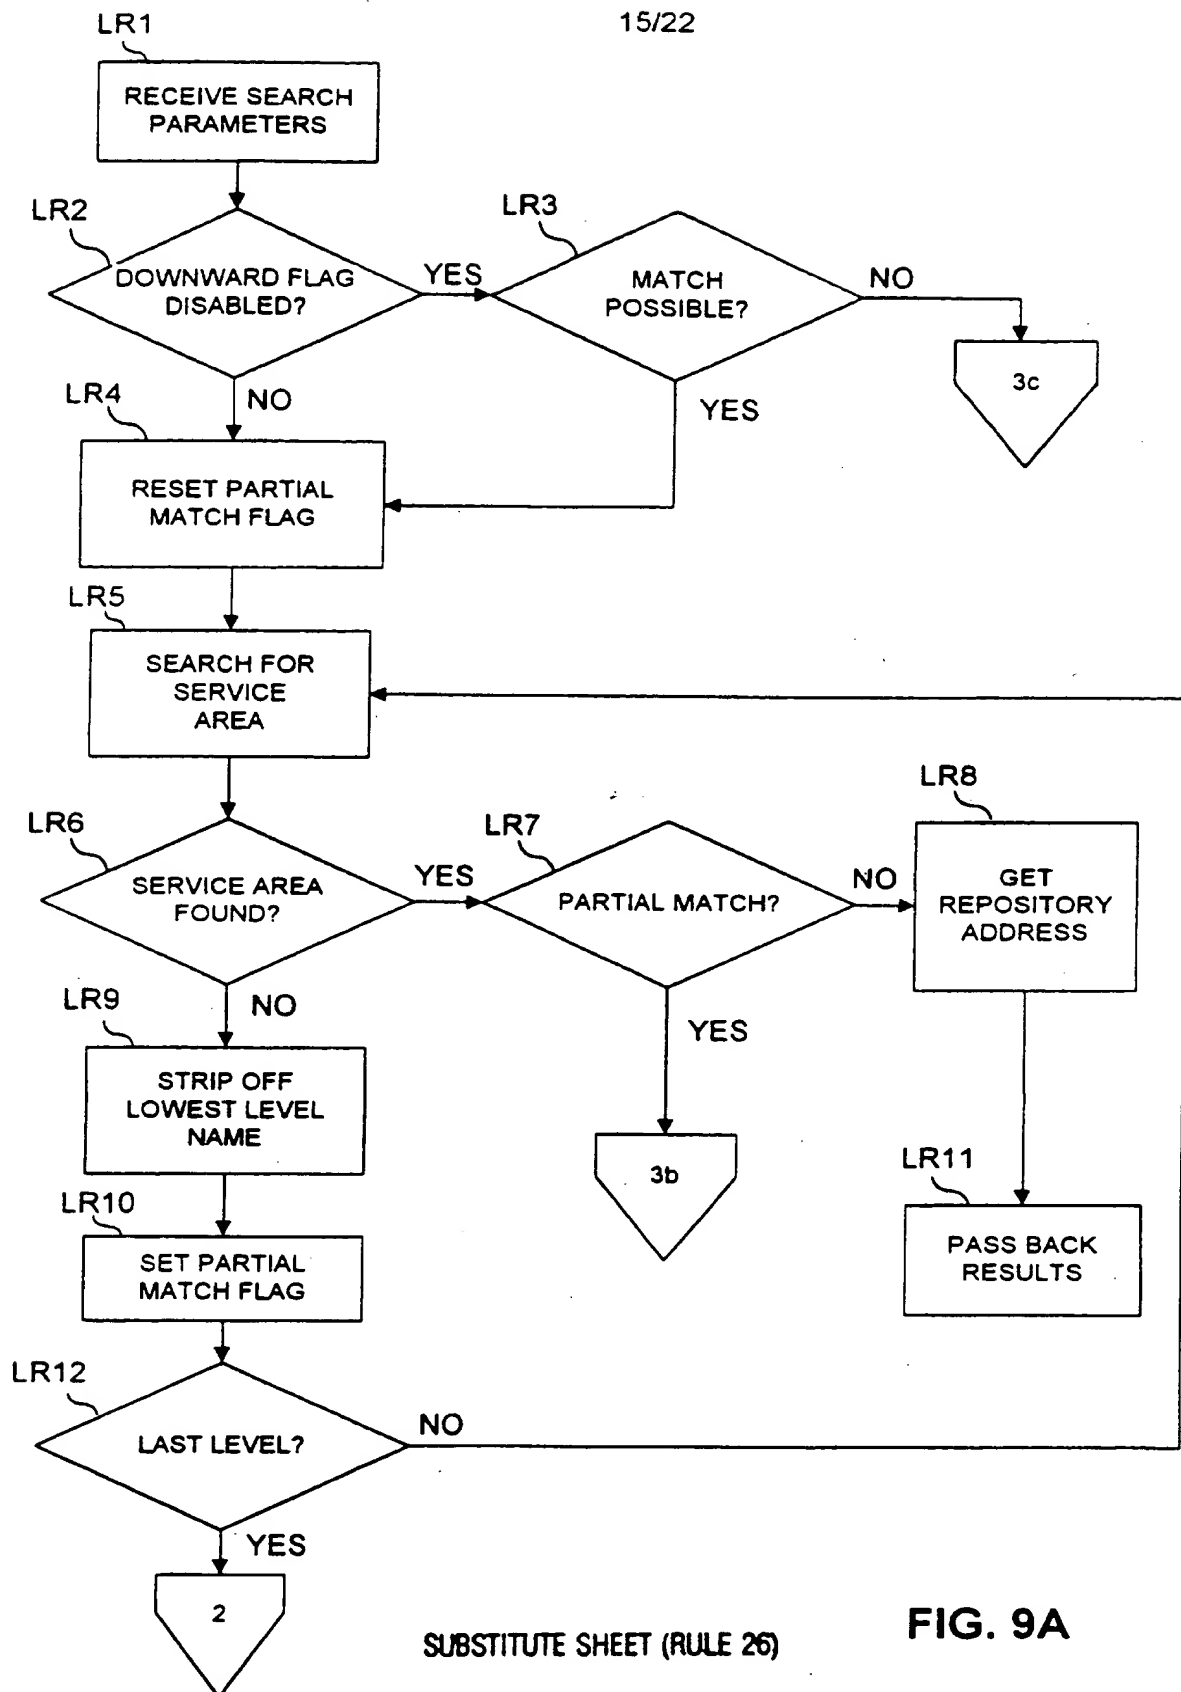 15/22
LR1
RECEIVE SEARCH
PARAMETERS
LR2
DOWNWARD FLAG
DISABLED?
YES
NO
LR3
MATCH
POSSIBLE?
NO
YES
3c
LR4
RESET PARTIAL
MATCH FLAG
LR5
SEARCH FOR
SERVICE
AREA
LR6
SERVICE AREA
FOUND?
YES
NO
LR7
PARTIAL MATCH?
NO
YES
LR8
GET
REPOSITORY
ADDRESS
3b
LR9
STRIP OFF
LOWEST LEVEL
NAME
LR11
PASS BACK
RESULTS
LR10
SET PARTIAL
MATCH FLAG
LR12
LAST LEVEL?
NO
YES
2
SUBSTITUTE SHEET (RULE 26)
FIG. 9A